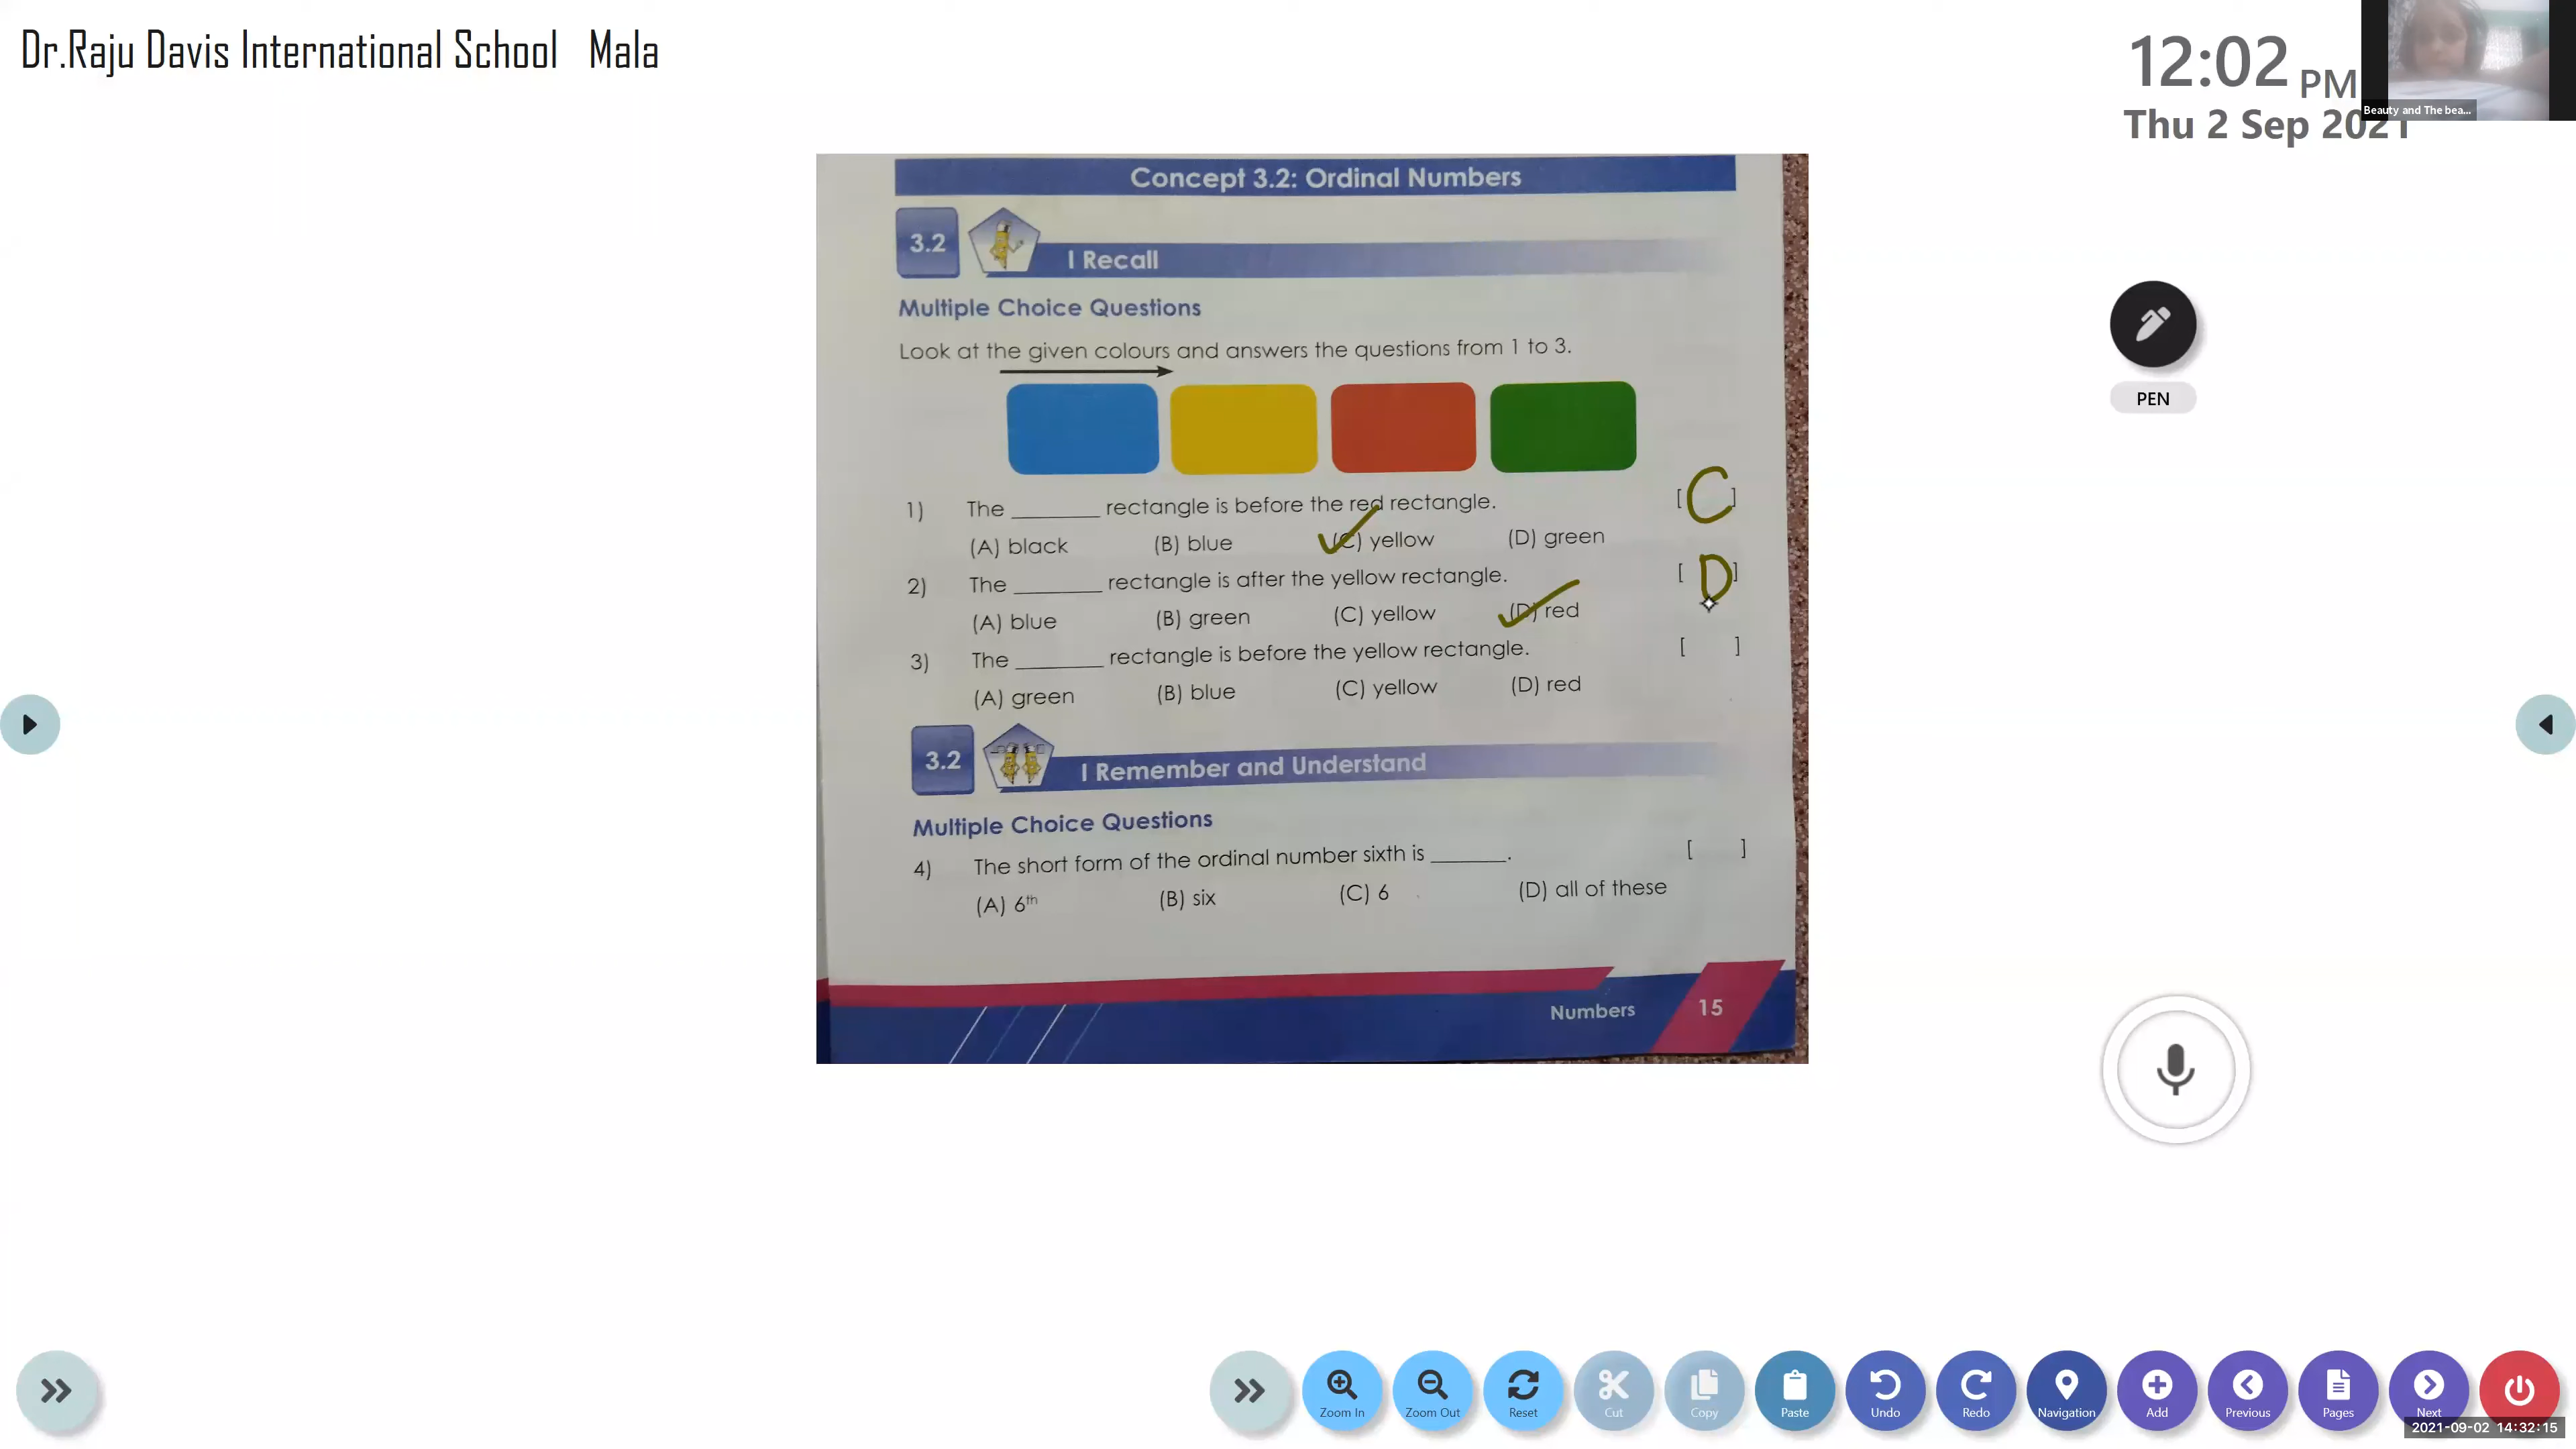 Dr.Raju Davis International School Mala
12:02 PM
Thu 2 Sep 2021
Beauty and The bea...
Concept 3.2: Ordinal Numbers
3.2 I Recall
Multiple Choice Questions
Look at the given colours and answers the questions from 1 to 3.
1) The ______ rectangle is before the red rectangle. [C]
(A) black (B) blue (C) yellow (D) green
2) The ______ rectangle is after the yellow rectangle. [D]
(A) blue (B) green (C) yellow (D) red
3) The ______ rectangle is before the yellow rectangle. [ ]
(A) green (B) blue (C) yellow (D) red
3.2 I Remember and Understand
Multiple Choice Questions
4) The short form of the ordinal number sixth is ______. [ ]
(A) 6th (B) six (C) 6 (D) all of these
Numbers 15
PEN
Zoom In Zoom Out Reset Cut Copy Paste Undo Redo Navigation Add Previous Pages Next
2021-09-02 14:32:15